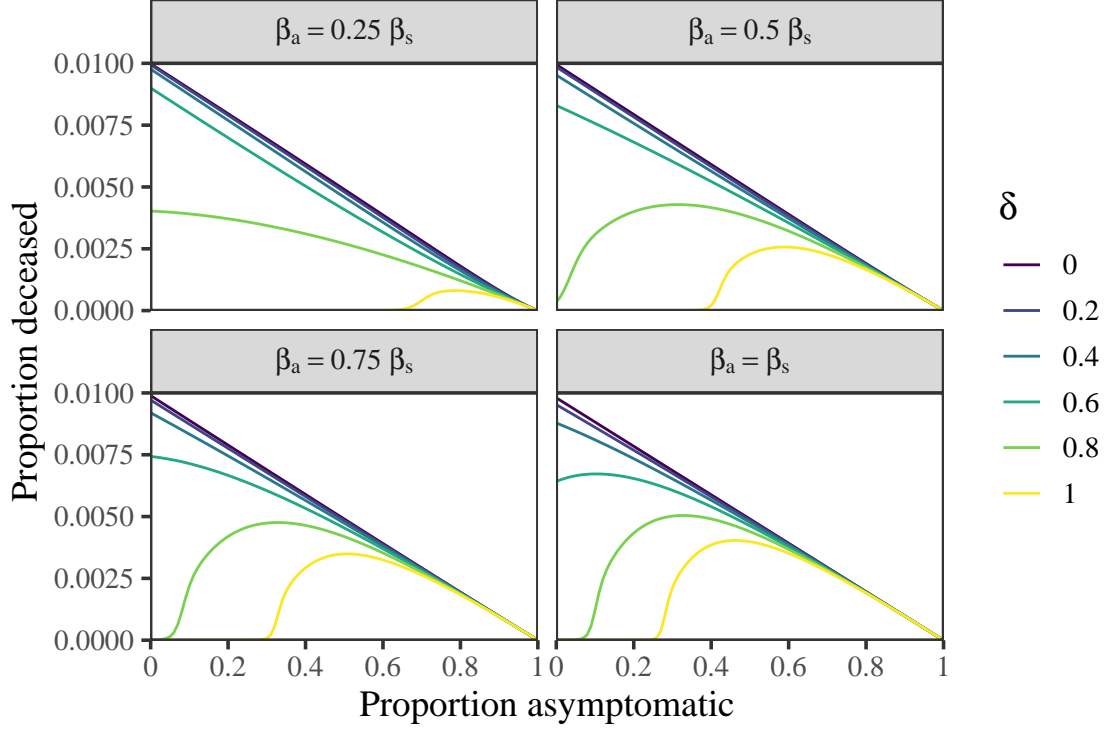 βa = 0.25 βs
βa = 0.5 βs
0.0100
0.0075
0.0050
0.0025
0.0000
βa = 0.75 βs
βa = βs
0.0100
0.0075
0.0050
0.0025
0.0000
0 0.2 0.4 0.6 0.8 1
0 0.2 0.4 0.6 0.8 1
Proportion asymptomatic
Proportion deceased
δ
0
0.2
0.4
0.6
0.8
1